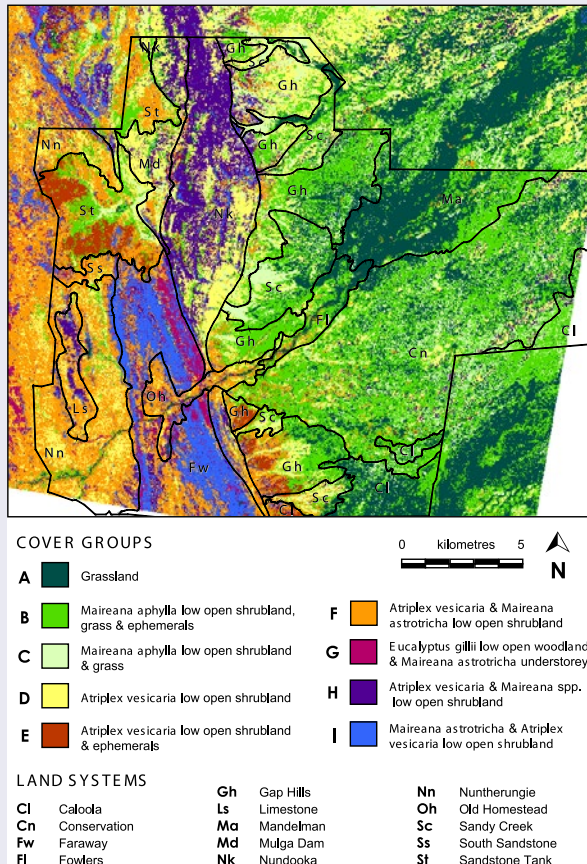 Nk
Gh
Sc
Gh
St
Nn
Gh
Sc
Md
Gh
Ma
St
Nk
Ss
Sc
Fl
Cl
Gh
Cn
Oh
Ls
Gh
Sc
Nn
Cl
Fw
Gh
Cl
Sc
Cl
COVER GROUPS
0 kilometres 5
N
A Grassland
B Maireana aphylla low open shrubland,
grass & ephemerals
C Maireana aphylla low open shrubland
& grass
D Atriplex vesicaria low open shrubland
E Atriplex vesicaria low open shrubland
& ephemerals
F Atriplex vesicaria & Maireana
astrotricha low open shrubland
G Eucalyptus gillii low open woodland
& Maireana astrotricha understorey
H Atriplex vesicaria & Maireana spp.
low open shrubland
I Maireana astrotricha & Atriplex
vesicaria low open shrubland
LAND SYSTEMS
Cl Caloola
Cn Conservation
Fw Faraway
Fl Fowlers
Gh Gap Hills
Ls Limestone
Ma Mandelman
Md Mulga Dam
Nk Nundooka
Nn Nuntherungie
Oh Old Homestead
Sc Sandy Creek
Ss South Sandstone
St Sandstone Tank